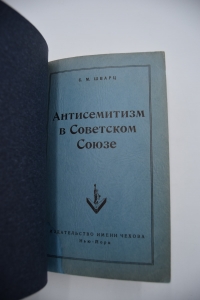 С. М. ШВАРЦ
Антисемитизм
в Советском
Союзе
ИЗДАТЕЛЬСТВО ИМЕНИ ЧЕХОВА
Нью-Йорк